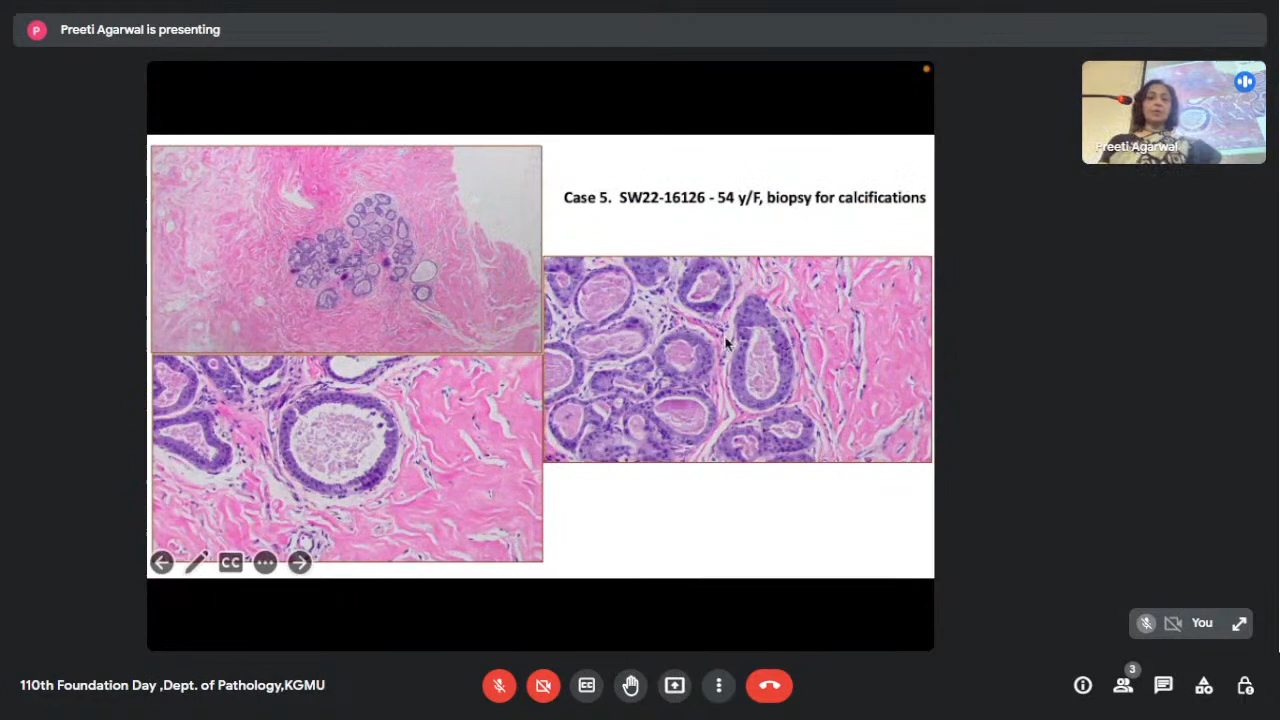 P
Preeti Agarwal is presenting
Preeti Agarwal
Case 5. SW22-16126 - 54 y/F, biopsy for calcifications
CC
You
110th Foundation Day ,Dept. of Pathology,KGMU
3